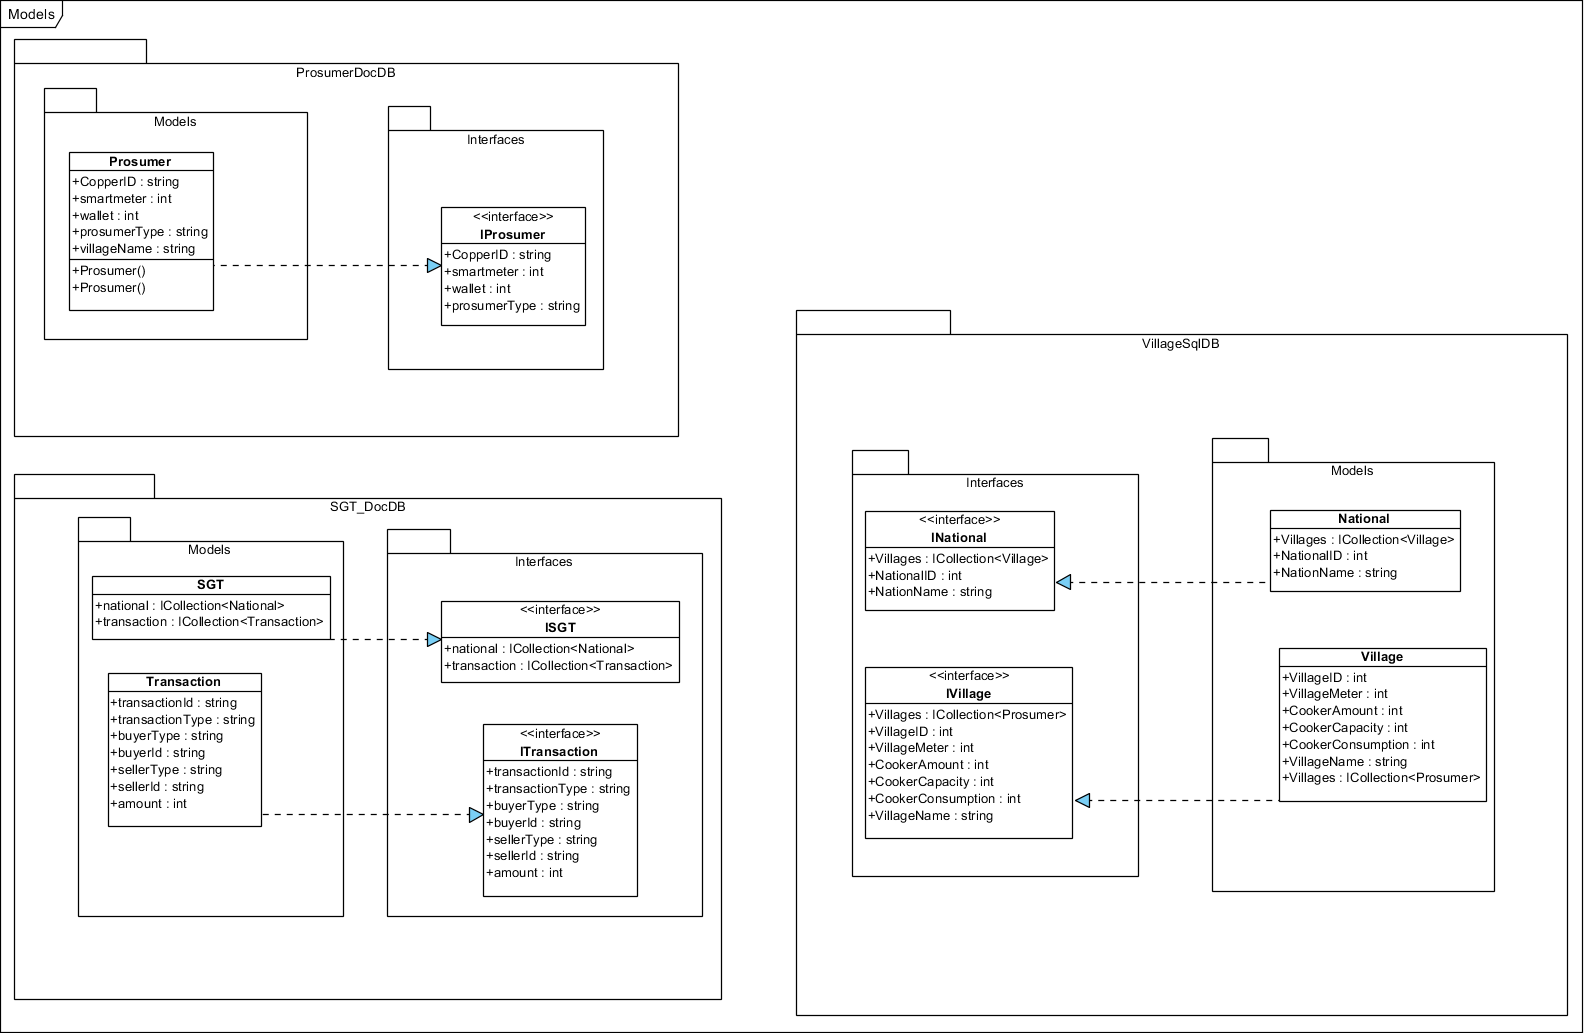 Models
ProsumerDocDB
Models
Prosumer
+CopperID : string
+smartmeter : int
+wallet : int
+prosumerType : string
+villageName : string
+Prosumer()
+Prosumer()
Interfaces
<<interface>>
IProsumer
+CopperID : string
+smartmeter : int
+wallet : int
+prosumerType : string
SGT_DocDB
Models
SGT
+national : ICollection<National>
+transaction : ICollection<Transaction>
Transaction
+transactionId : string
+transactionType : string
+buyerType : string
+buyerId : string
+sellerType : string
+sellerId : string
+amount : int
Interfaces
<<interface>>
ISGT
+national : ICollection<National>
+transaction : ICollection<Transaction>
<<interface>>
ITransaction
+transactionId : string
+transactionType : string
+buyerType : string
+buyerId : string
+sellerType : string
+sellerId : string
+amount : int
VillageSqlDB
Interfaces
<<interface>>
INational
+Villages : ICollection<Village>
+NationalID : int
+NationName : string
<<interface>>
IVillage
+Villages : ICollection<Prosumer>
+VillageID : int
+VillageMeter : int
+CookerAmount : int
+CookerCapacity : int
+CookerConsumption : int
+VillageName : string
Models
National
+Villages : ICollection<Village>
+NationalID : int
+NationName : string
Village
+VillageID : int
+VillageMeter : int
+CookerAmount : int
+CookerCapacity : int
+CookerConsumption : int
+VillageName : string
+Villages : ICollection<Prosumer>